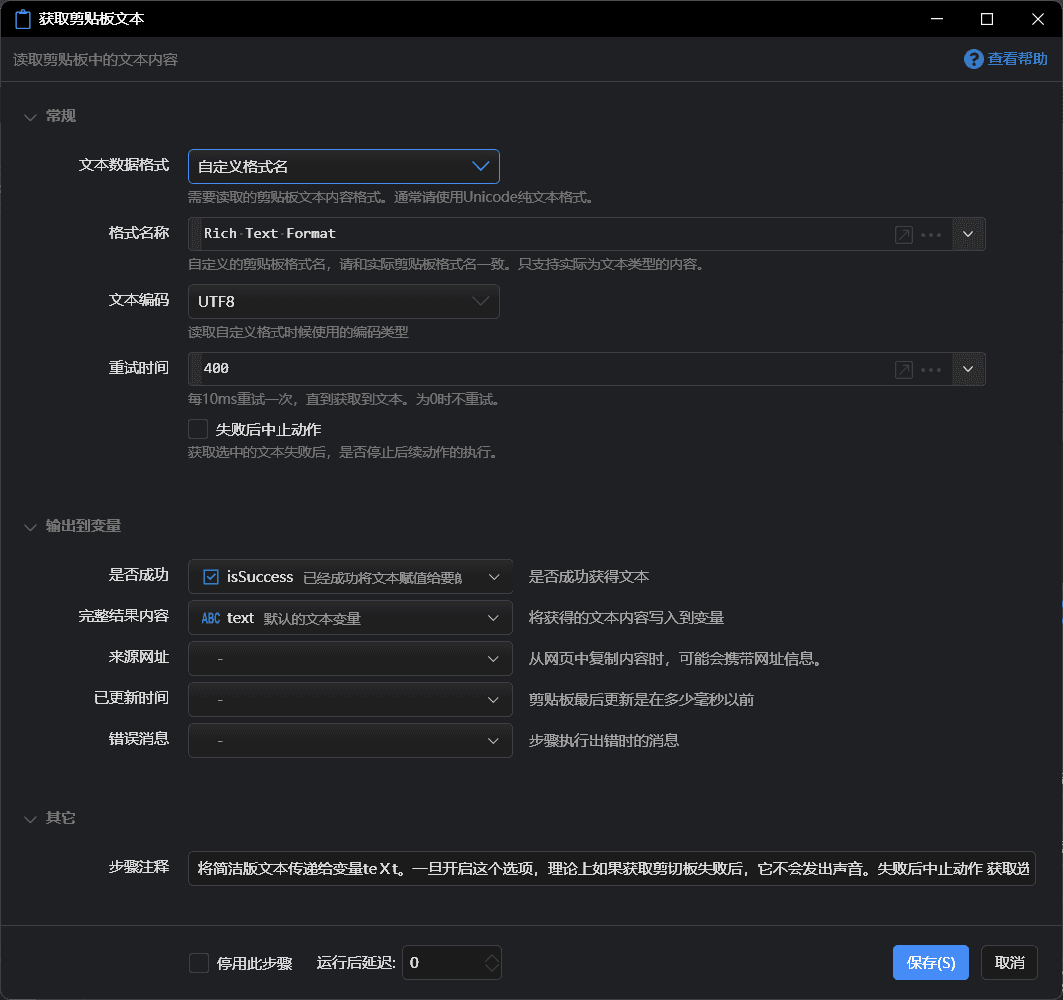 获取剪贴板文本
读取剪贴板中的文本内容
查看帮助
常规
文本数据格式
自定义格式名
需要读取的剪贴板文本内容格式。通常请使用Unicode纯文本格式。
格式名称
Rich·Text·Format
自定义的剪贴板格式名，请和实际剪贴板格式名一致。只支持实际为文本类型的内容。
文本编码
UTF8
读取自定义格式时候使用的编码类型
重试时间
400
每10ms重试一次，直到获取到文本。为0时不重试。
失败后中止动作
获取选中的文本失败后，是否停止后续动作的执行。
输出到变量
是否成功 isSuccess 已经成功将文本赋值给要 是否成功获得文本
完整结果内容 ABC text 默认的文本变量 将获得的文本内容写入到变量
来源网址 - 从网页中复制内容时，可能会携带网址信息。
已更新时间 - 剪贴板最后更新是在多少毫秒以前
错误消息 - 步骤执行出错时的消息
其它
步骤注释 将简洁版文本传递给变量teXt。一旦开启这个选项，理论上如果获取剪切板失败后，它不会发出声音。失败后中止动作 获取选
停用此步骤 运行后延迟: 0 保存(S) 取消